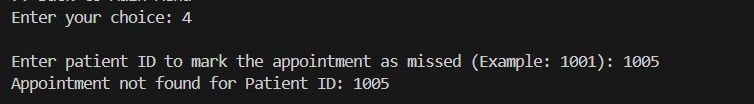 Enter your choice: 4
Enter patient ID to mark the appointment as missed (Example: 1001): 1005
Appointment not found for Patient ID: 1005